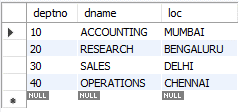 deptno dname loc
10 ACCOUNTING MUMBAI
20 RESEARCH BENGALURU
30 SALES DELHI
40 OPERATIONS CHENNAI
NULL NULL NULL